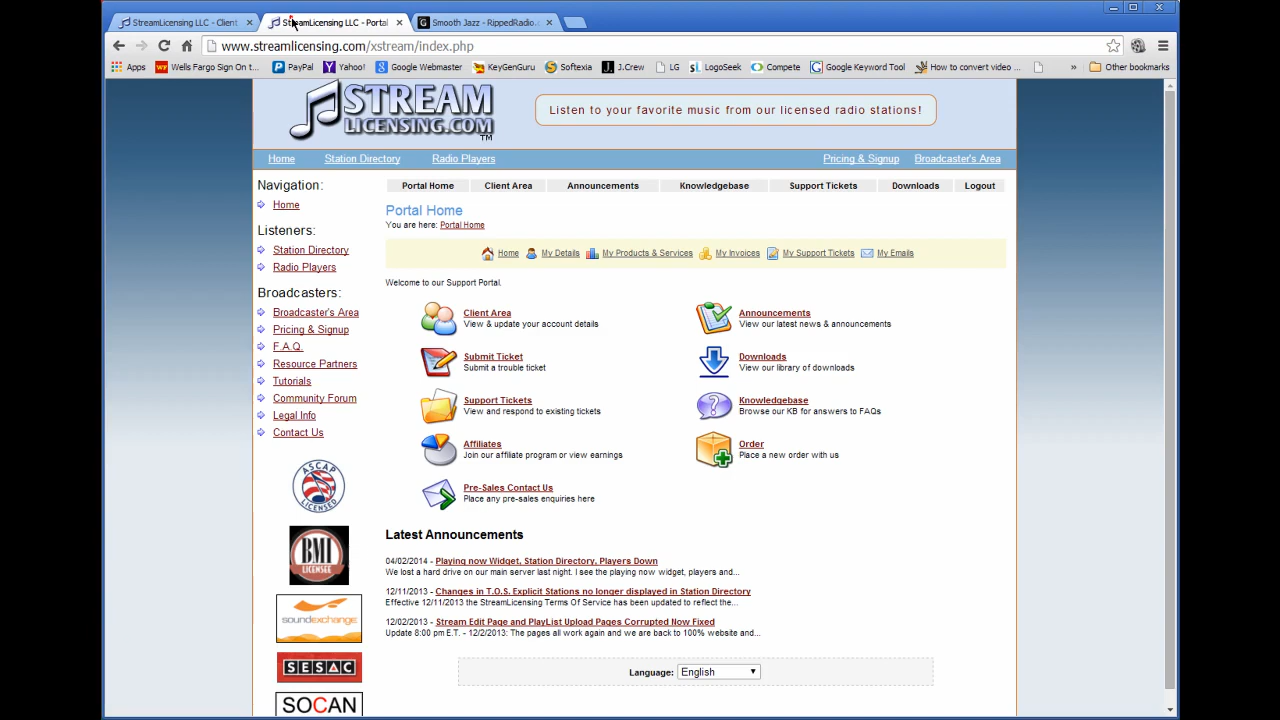 StreamLicensing LLC - Client
StreamLicensing LLC - Portal
Smooth Jazz - RippedRadio.c
www.streamlicensing.com/xstream/index.php
Apps
Wells Fargo Sign On t...
PayPal
Yahoo!
Google Webmaster
KeyGenGuru
Softexia
J.Crew
LG
LogoSeek
Compete
Google Keyword Tool
How to convert video ...
»
Other bookmarks
STREAM
LICENSING.COM
TM
Listen to your favorite music from our licensed radio stations!
Home
Station Directory
Radio Players
Pricing & Signup
Broadcaster's Area
Navigation:
Home
Listeners:
Station Directory
Radio Players
Broadcasters:
Broadcaster's Area
Pricing & Signup
F.A.Q.
Resource Partners
Tutorials
Community Forum
Legal Info
Contact Us
ASCAP
LICENSED
BMI
LICENSEE
soundexchange
SESAC
SOCAN
Portal Home
Client Area
Announcements
Knowledgebase
Support Tickets
Downloads
Logout
Portal Home
You are here: Portal Home
Home
My Details
My Products & Services
My Invoices
My Support Tickets
My Emails
Welcome to our Support Portal.
Client Area
View & update your account details
Announcements
View our latest news & announcements
Submit Ticket
Submit a trouble ticket
Downloads
View our library of downloads
Support Tickets
View and respond to existing tickets
Knowledgebase
Browse our KB for answers to FAQs
Affiliates
Join our affiliate program or view earnings
Order
Place a new order with us
Pre-Sales Contact Us
Place any pre-sales enquiries here
Latest Announcements
04/02/2014 - Playing now Widget, Station Directory, Players Down
We lost a hard drive on our main server last night. I see the playing now widget, players and...
12/11/2013 - Changes in T.O.S. Explicit Stations no longer displayed in Station Directory
Effective 12/11/2013 the StreamLicensing Terms Of Service has been updated to reflect the...
12/02/2013 - Stream Edit Page and PlayList Upload Pages Corrupted Now Fixed
Update 8:00 pm E.T. - 12/2/2013: The pages all work again and we are back to 100% website and...
Language: English